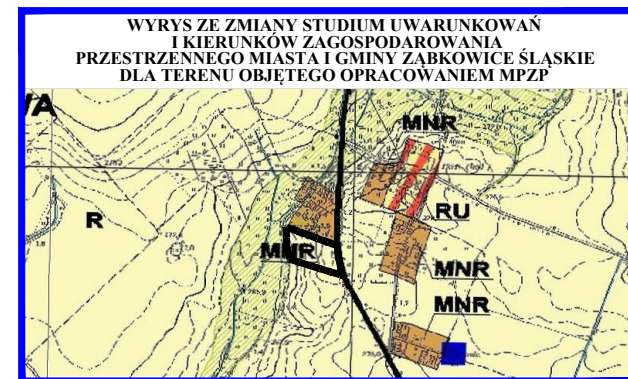 WYRYS ZE ZMIANY STUDIUM UWARUNKOWAŃ
I KIERUNKÓW ZAGOSPODAROWANIA
PRZESTRZENNEGO MIASTA I GMINY ZĄBKOWICE ŚLĄSKIE
DLA TERENU OBJĘTEGO OPRACOWANIEM MPZP
MNR
R
RU
MNR
MNR
MNR